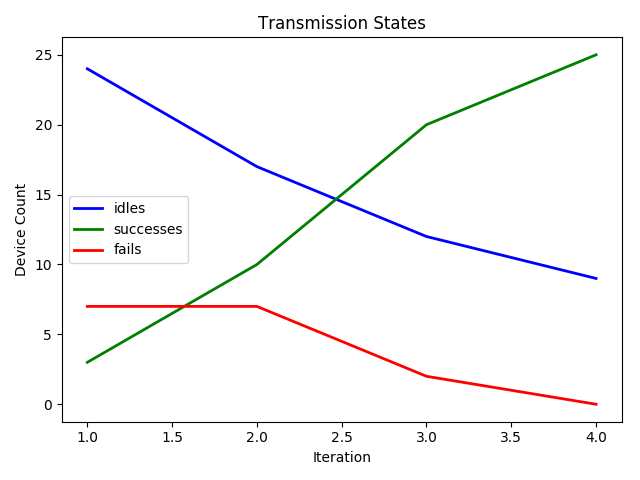 Transmission States
Device Count
25
20
15
10
5
0
idles
successes
fails
1.0 1.5 2.0 2.5 3.0 3.5 4.0
Iteration